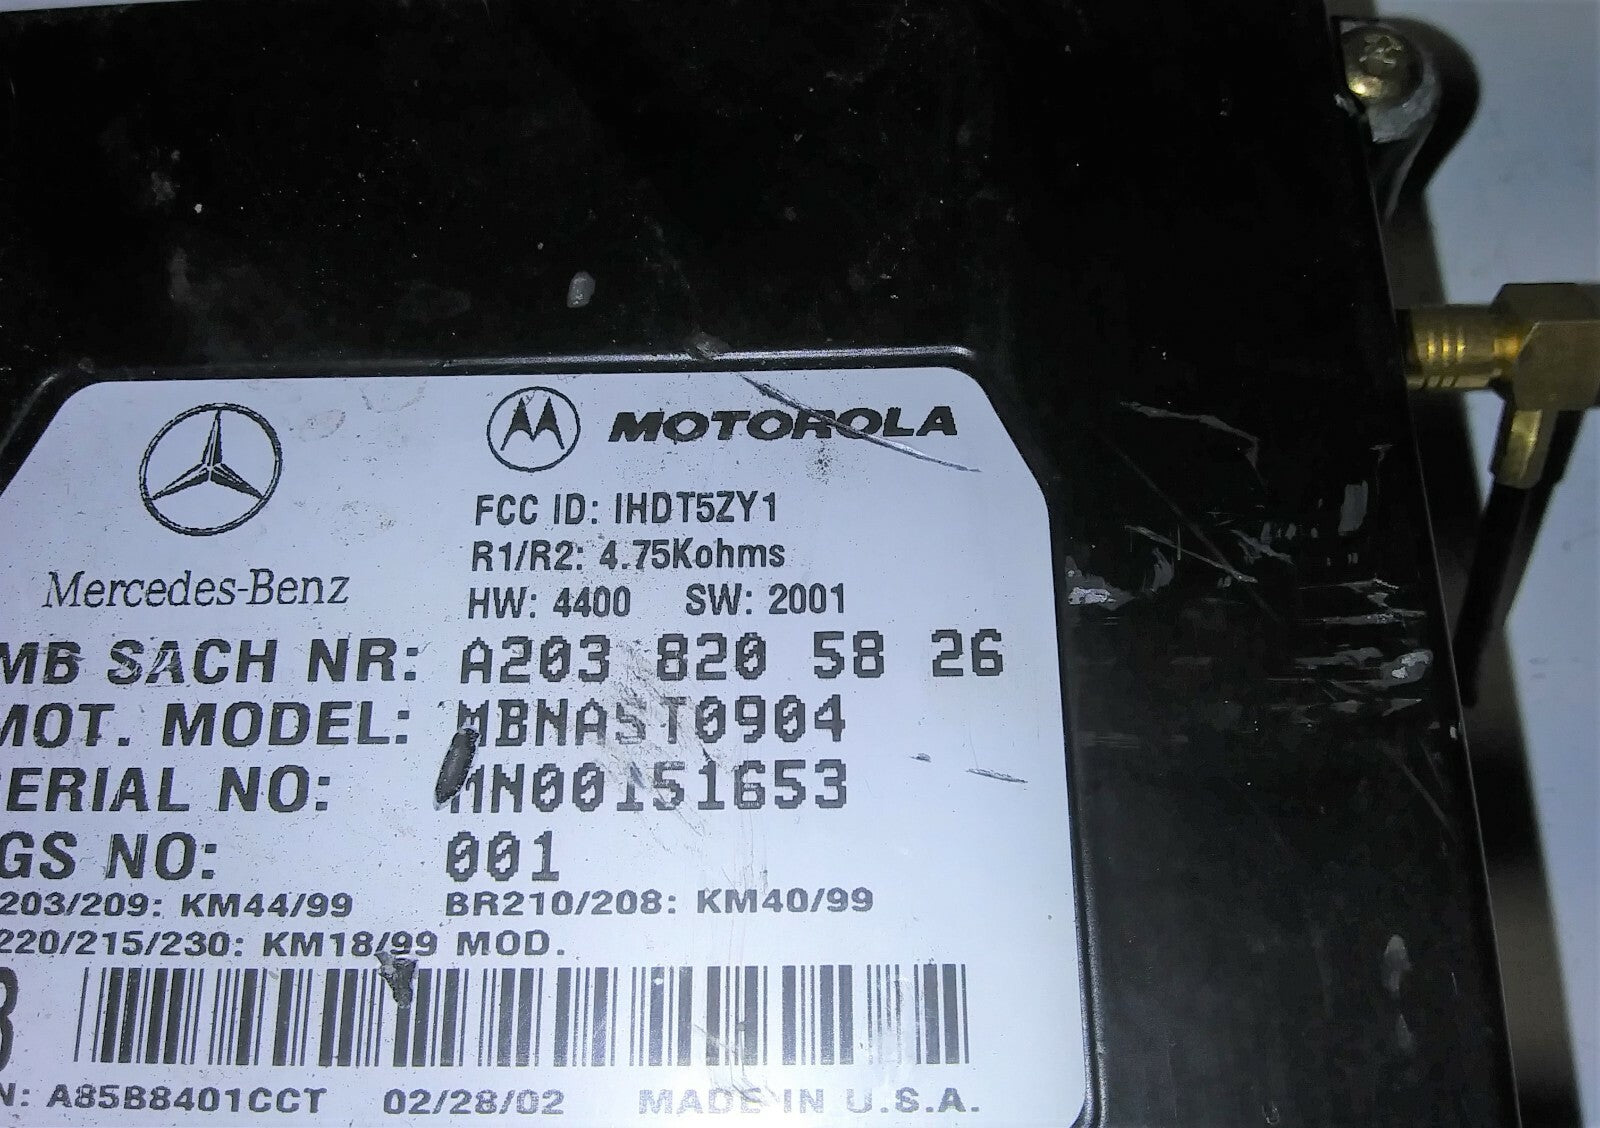 MOTOROLA
FCC ID: IHDT5ZY1
R1/R2: 4.75Kohms
Mercedes-Benz
HW: 4400 SW: 2001
MB SACH NR: A203 820 58 26
MOT. MODEL: MBNAST0904
SERIAL NO: MN00151653
GS NO: 001
203/209: KM44/99 BR210/208: KM40/99
220/215/230: KM18/99 MOD.
N: A85B8401CCT 02/28/02 MADE IN U.S.A.